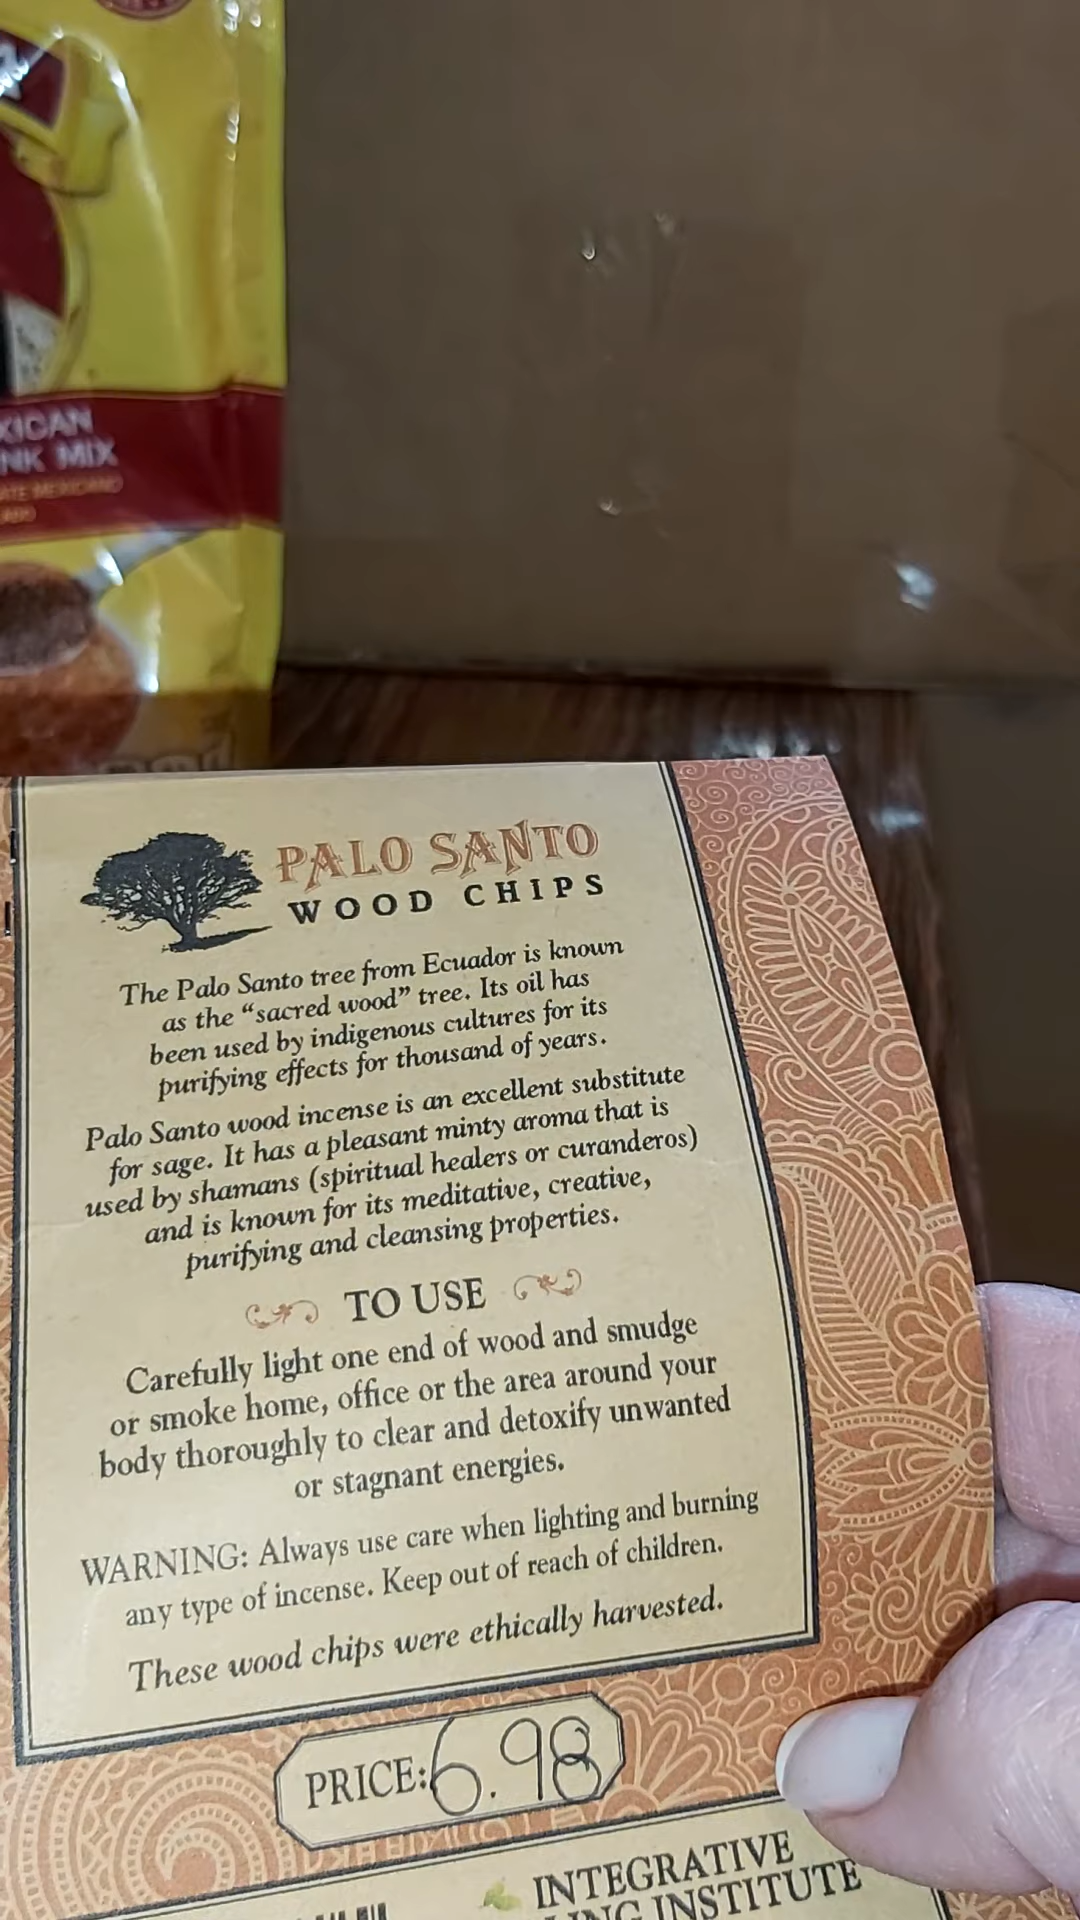 XICAN
NK MIX
PALO SANTO
WOOD CHIPS
The Palo Santo tree from Ecuador is known
as the “sacred wood” tree. Its oil has
been used by indigenous cultures for its
purifying effects for thousand of years.
Palo Santo wood incense is an excellent substitute
for sage. It has a pleasant minty aroma that is
used by shamans (spiritual healers or curanderos)
and is known for its meditative, creative,
purifying and cleansing properties.
TO USE
Carefully light one end of wood and smudge
or smoke home, office or the area around your
body thoroughly to clear and detoxify unwanted
or stagnant energies.
WARNING: Always use care when lighting and burning
any type of incense. Keep out of reach of children.
These wood chips were ethically harvested.
PRICE: 6.98
INTEGRATIVE
LING INSTITUTE